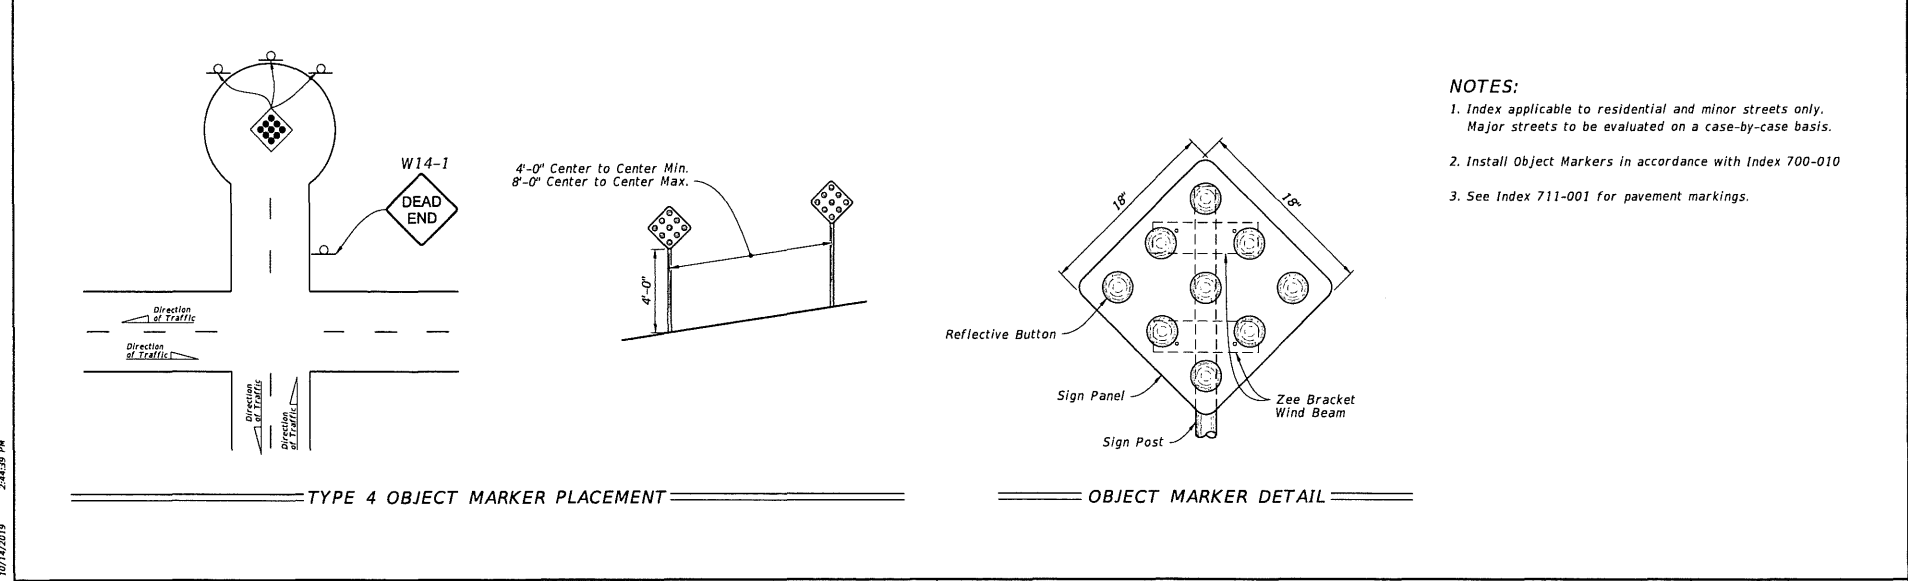 W14-1
DEAD
END
Direction
of Traffic
Direction
of Traffic
Direction
of Traffic
Direction
of Traffic
4'-0" Center to Center Min.
8'-0" Center to Center Max.
4'-0"
TYPE 4 OBJECT MARKER PLACEMENT
18"
18"
Reflective Button
Sign Panel
Sign Post
Zee Bracket
Wind Beam
OBJECT MARKER DETAIL
NOTES:
1. Index applicable to residential and minor streets only.
Major streets to be evaluated on a case-by-case basis.
2. Install Object Markers in accordance with Index 700-010
3. See Index 711-001 for pavement markings.
10/14/2019 2:44:39 PM